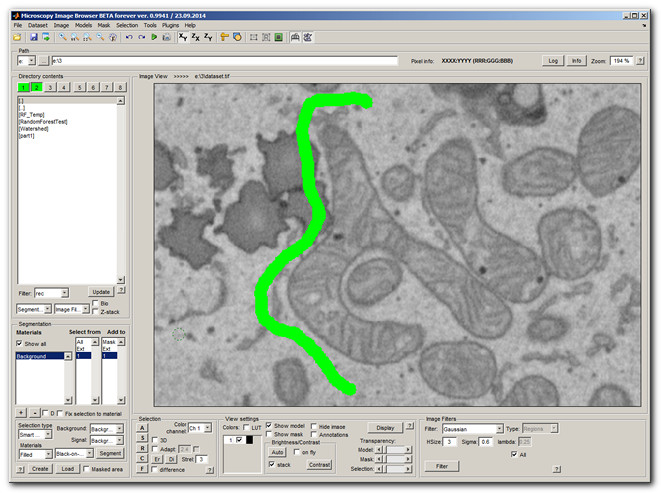 Microscopy Image Browser BETA forever ver. 0.9941 / 23.09.2014
File Dataset Image Models Mask Selection Tools Plugins Help
Path
e: ... e:\3 Pixel info: XXXX:YYYY (RRR:GGG:BBB) Log Info Zoom: 194 % ?
Directory contents Image View >>>>> e:\3\dataset.tif
1 2 3 4 5 6 7 8
[.]
[..]
[RF_Temp]
[RandomForestTest]
[Watershed]
[part1]
Filter: rec Update ?
Segment... Image Fil... Bio
Z-stack
Segmentation
Materials Select from Add to
Show all All Mask
Ext Ext
Background 1 1
+ - D Fix selection to material
Selection type Background: Backgr...
Smart ... Signal: Backgr...
Materials
Filled Black-on-... Segment
? Create Load Masked area
Selection
A Color channel: Ch 1
S 3D
R Adapt. 2.4
C Er Di Strel: 3
F difference ?
View settings
Colors: LUT Show model Hide image Display ?
Show mask Annotations
1 Brightness/Contrast Transparency:
Auto on fly Model:
stack Contrast Mask:
Selection:
Image Filters
Filter: Gaussian Type: Regions
HSize 3 Sigma 0.6 lambda: 0.25
All
Filter ?